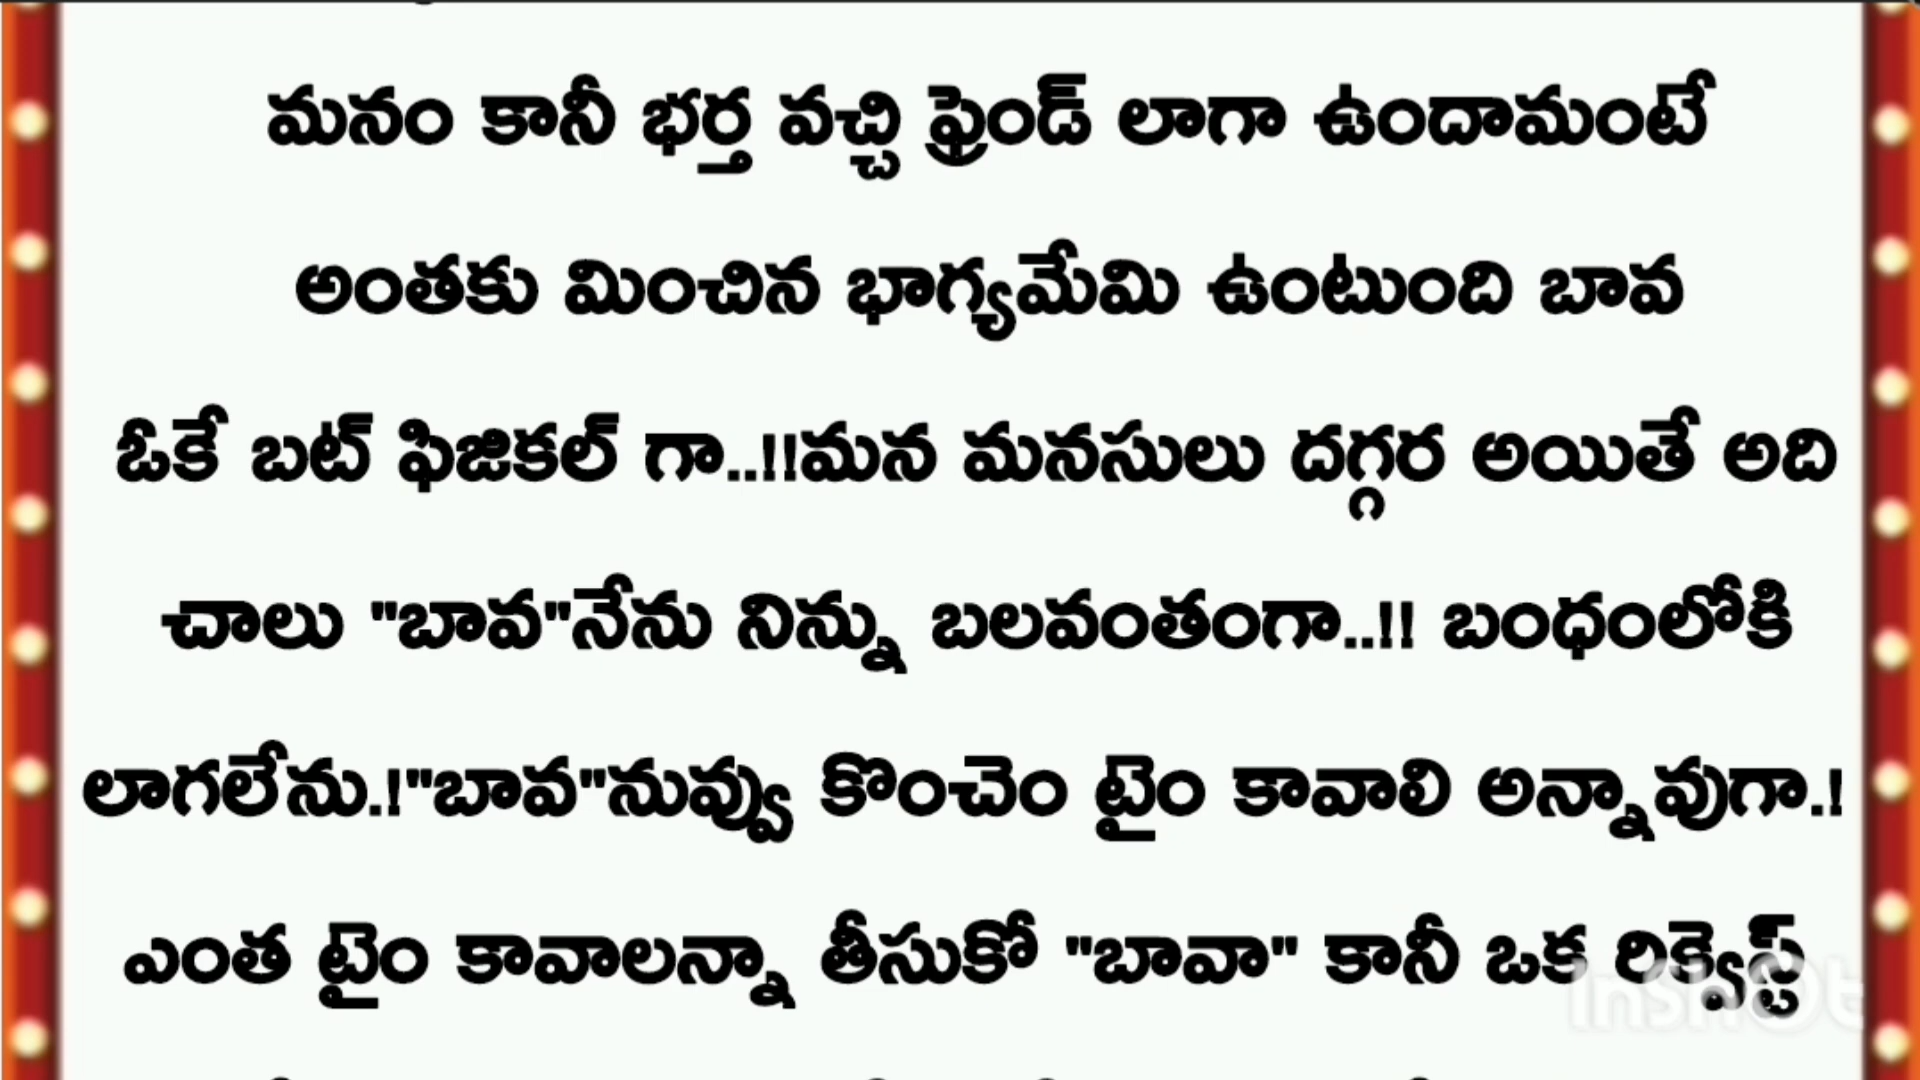 మనం కానీ భర్త వచ్చి ఫ్రెండ్ లాగా ఉందామంటే
అంతకు మించిన భాగ్యమేమి ఉంటుంది బావ
ఓకే బట్ ఫిజికల్ గా..!!మన మనసులు దగ్గర అయితే అది
చాలు "బావ"నేను నిన్ను బలవంతంగా..!! బంధంలోకి
లాగలేను.!"బావ"నువ్వు కొంచెం టైం కావాలి అన్నావుగా.!
ఎంత టైం కావాలన్నా తీసుకో "బావా" కానీ ఒక రిక్వెస్ట్
InShOt